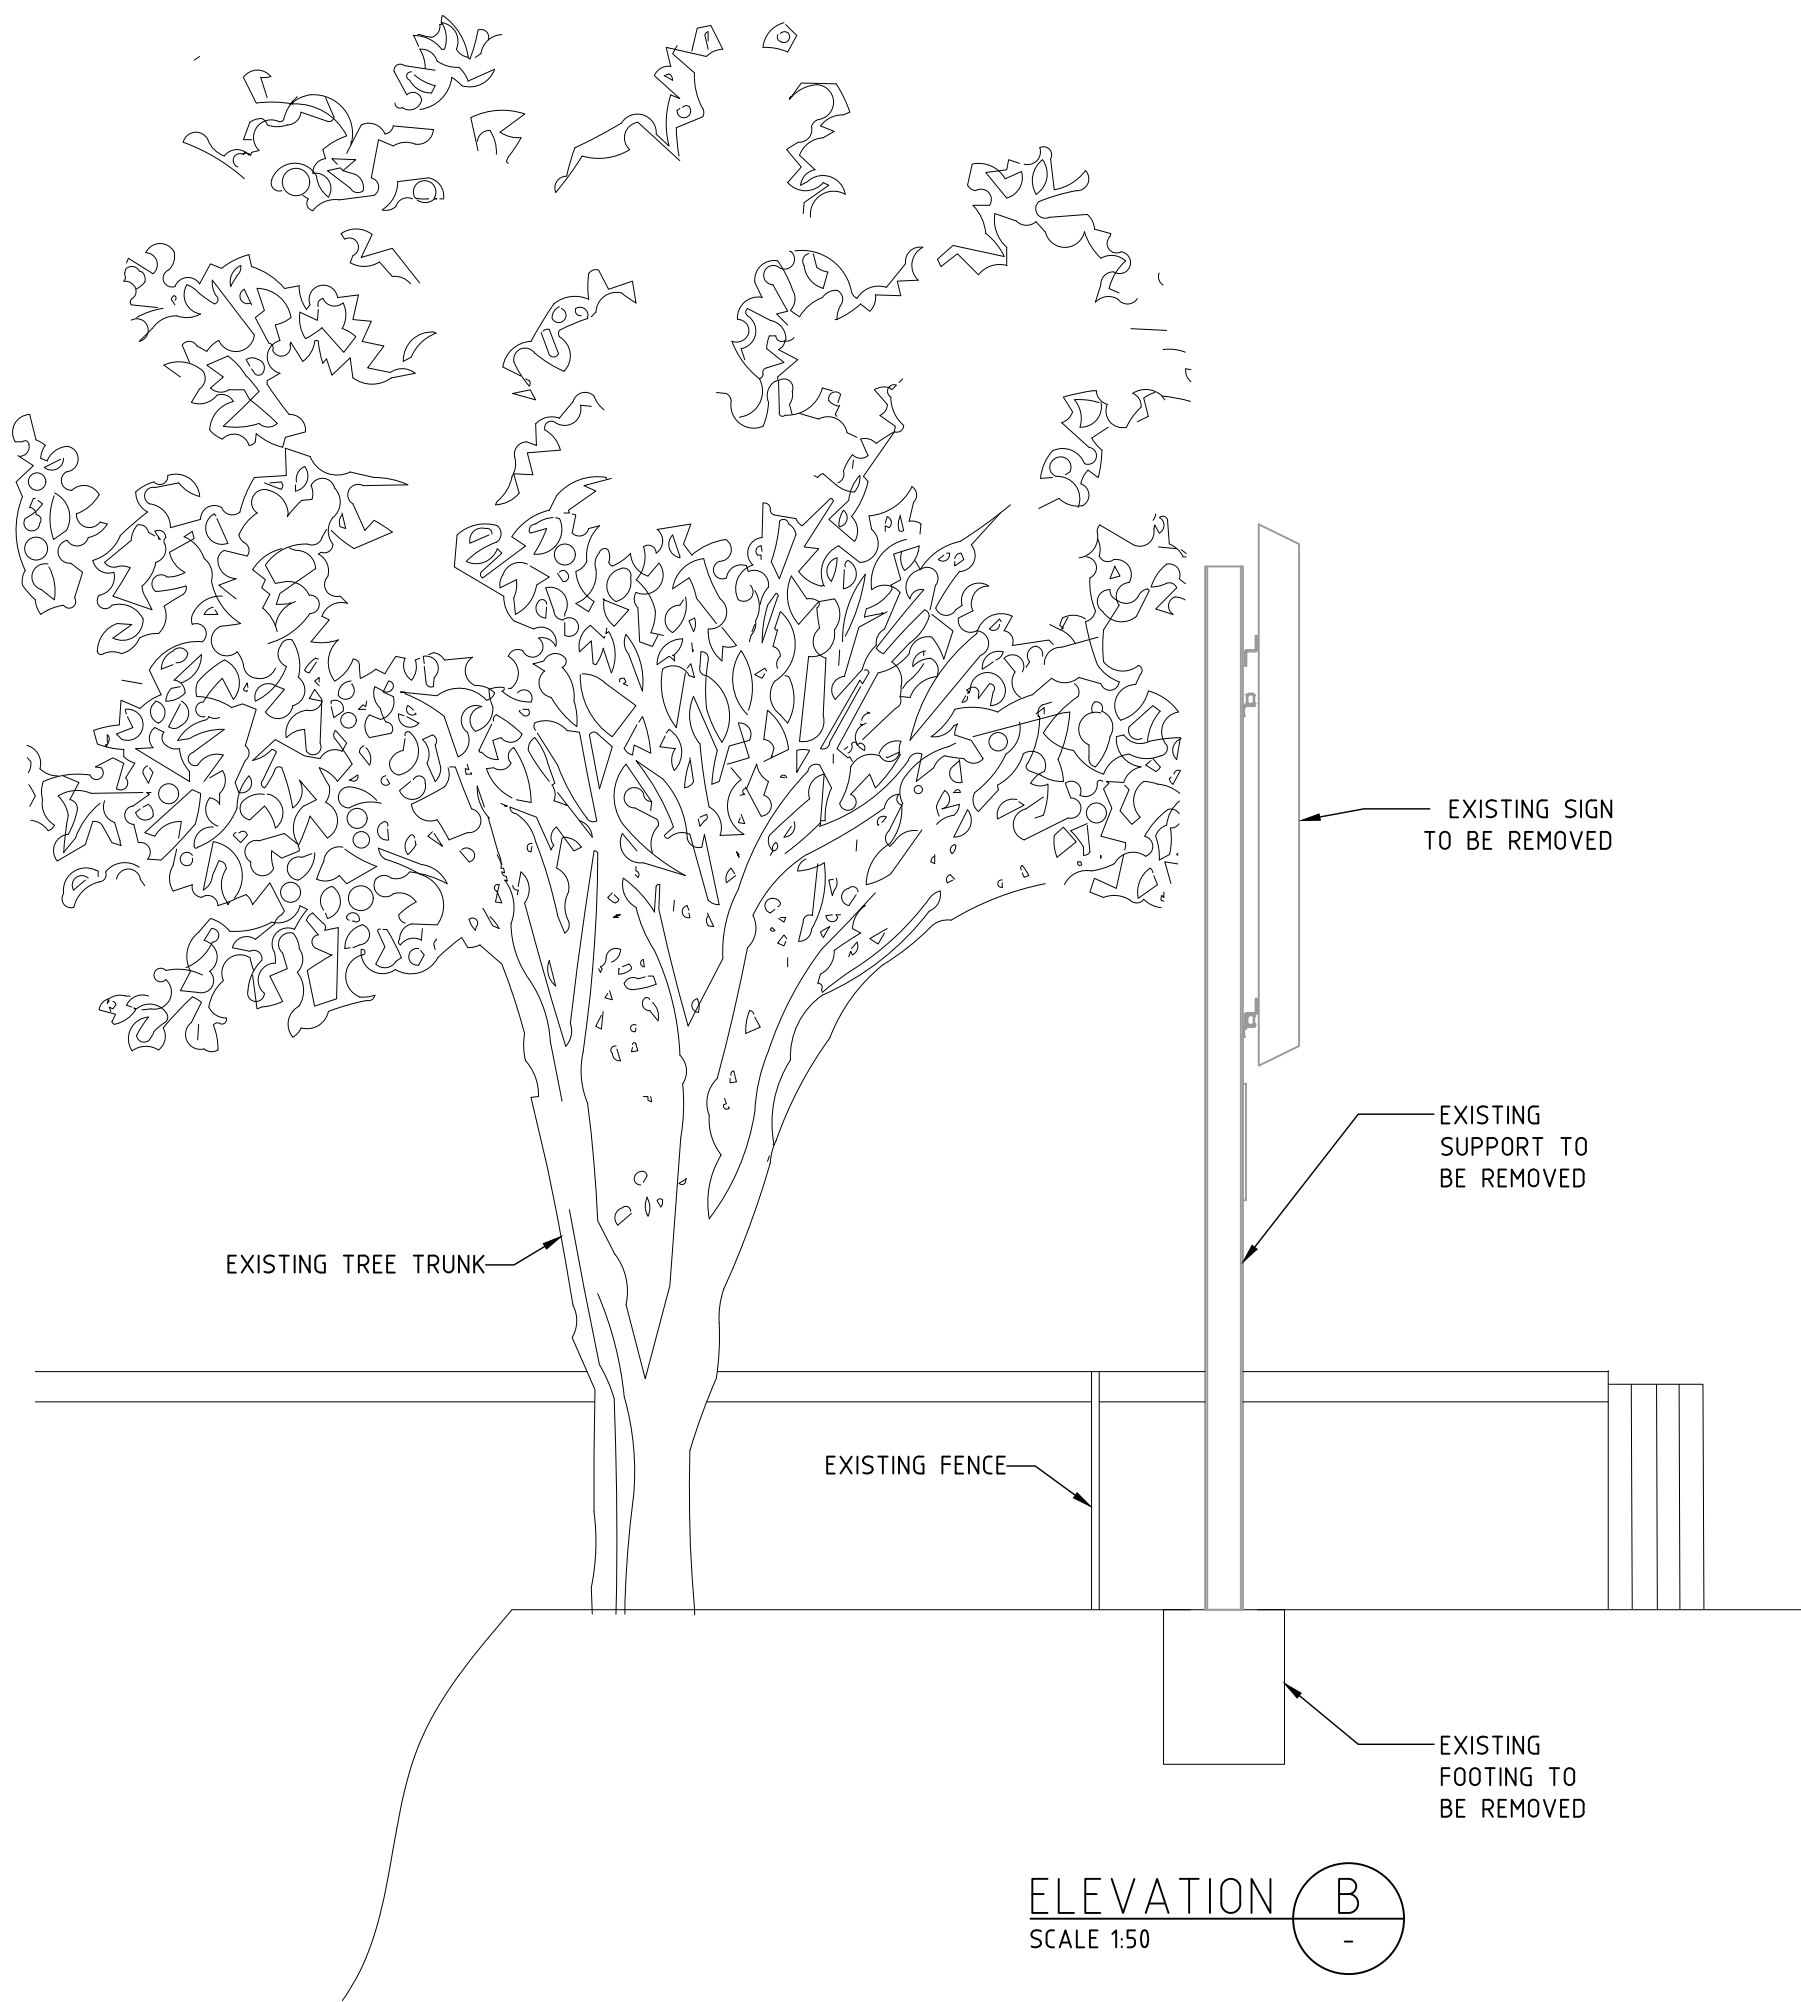 EXISTING SIGN
TO BE REMOVED
EXISTING
SUPPORT TO
BE REMOVED
EXISTING TREE TRUNK
EXISTING FENCE
EXISTING
FOOTING TO
BE REMOVED
ELEVATION B
SCALE 1:50 -